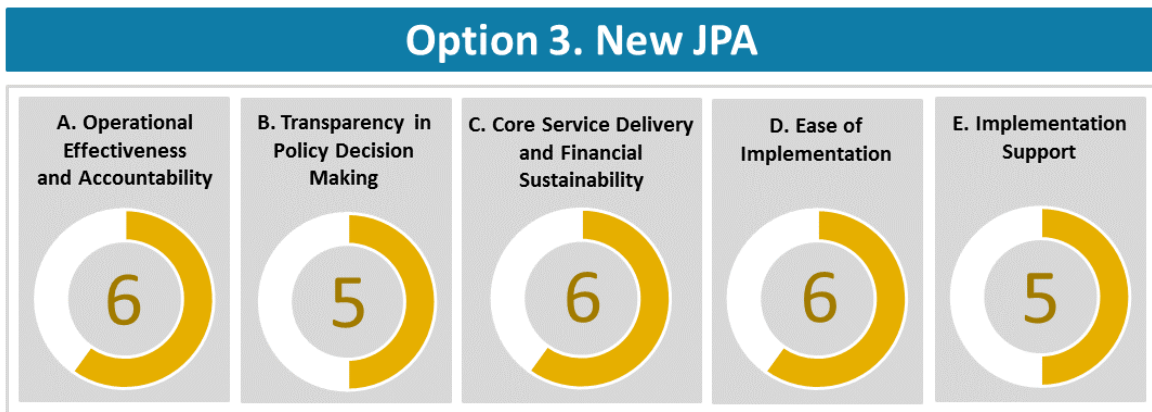 Option 3. New JPA
A. Operational
Effectiveness
and Accountability
6
B. Transparency in
Policy Decision
Making
5
C. Core Service Delivery
and Financial
Sustainability
6
D. Ease of
Implementation
6
E. Implementation
Support
5